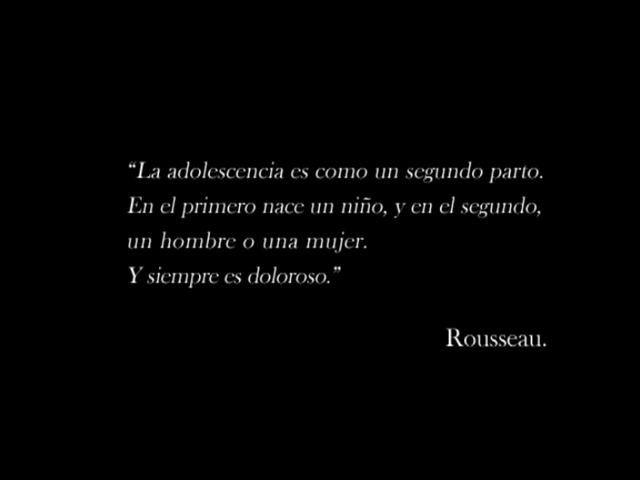 “La adolescencia es como un segundo parto.
En el primero nace un niño, y en el segundo,
un hombre o una mujer.
Y siempre es doloroso.”
Rousseau.